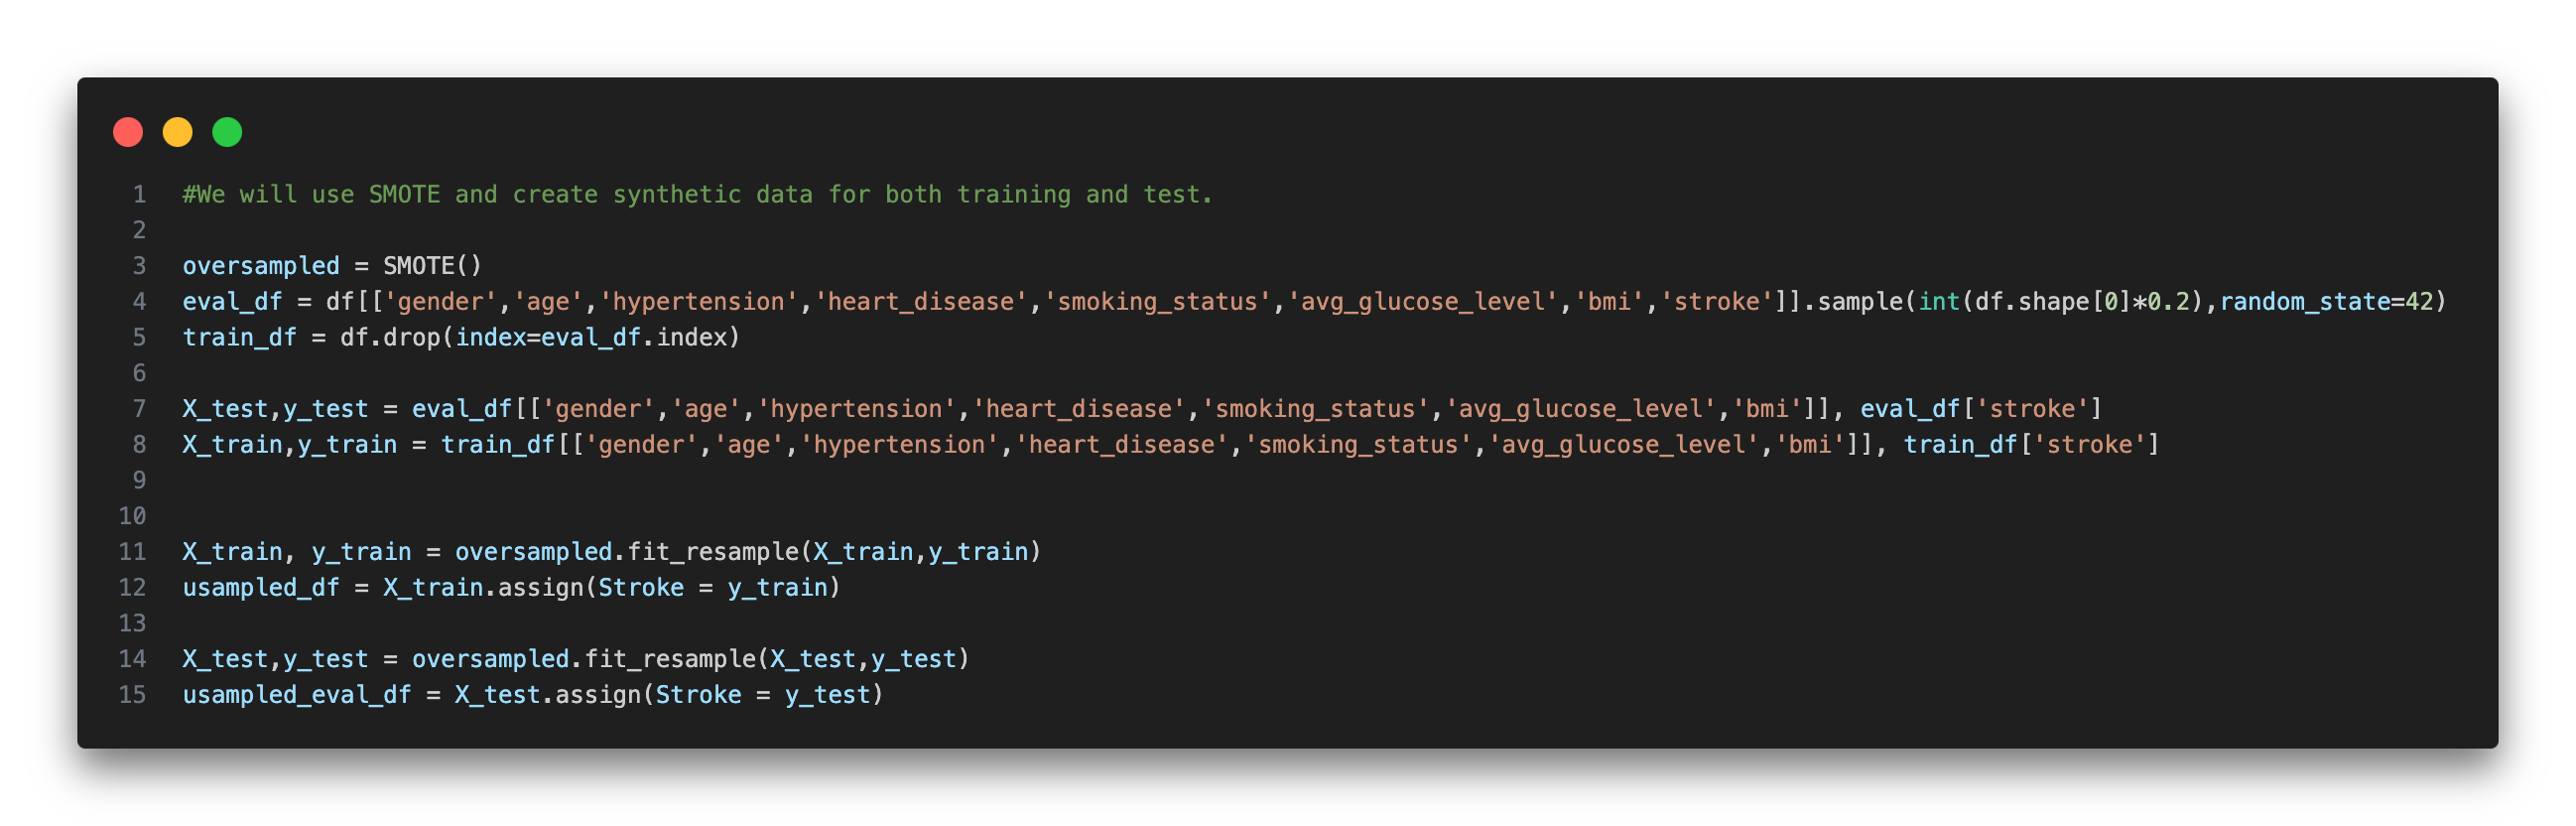 1 #We will use SMOTE and create synthetic data for both training and test.
2
3 oversampled = SMOTE()
4 eval_df = df[['gender','age','hypertension','heart_disease','smoking_status','avg_glucose_level','bmi','stroke']].sample(int(df.shape[0]*0.2),random_state=42)
5 train_df = df.drop(index=eval_df.index)
6
7 X_test,y_test = eval_df[['gender','age','hypertension','heart_disease','smoking_status','avg_glucose_level','bmi']], eval_df['stroke']
8 X_train,y_train = train_df[['gender','age','hypertension','heart_disease','smoking_status','avg_glucose_level','bmi']], train_df['stroke']
9
10
11 X_train, y_train = oversampled.fit_resample(X_train,y_train)
12 usampled_df = X_train.assign(Stroke = y_train)
13
14 X_test,y_test = oversampled.fit_resample(X_test,y_test)
15 usampled_eval_df = X_test.assign(Stroke = y_test)